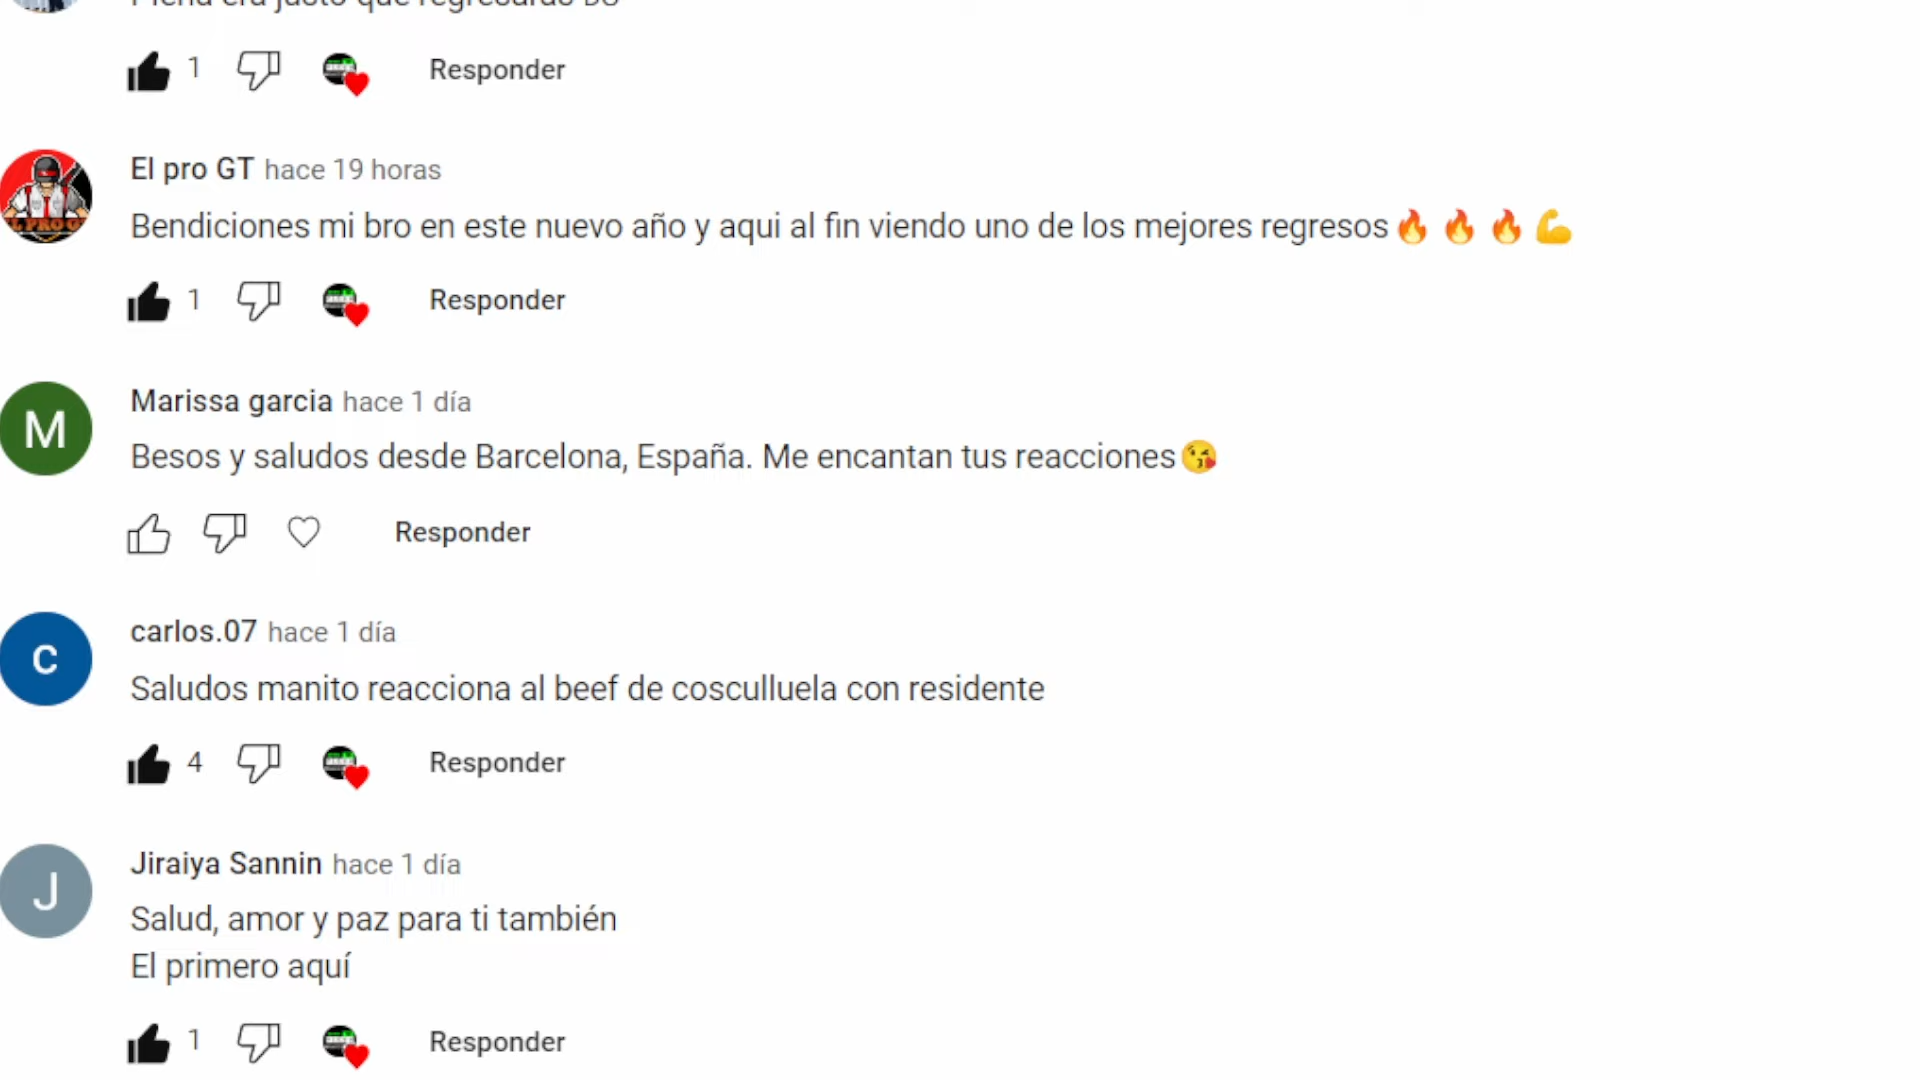 1 Responder
El pro GT hace 19 horas
Bendiciones mi bro en este nuevo año y aqui al fin viendo uno de los mejores regresos🔥🔥🔥💪
1 Responder
M
Marissa garcia hace 1 día
Besos y saludos desde Barcelona, España. Me encantan tus reacciones😘
Responder
c
carlos.07 hace 1 día
Saludos manito reacciona al beef de cosculluela con residente
4 Responder
J
Jiraiya Sannin hace 1 día
Salud, amor y paz para ti también
El primero aquí
1 Responder